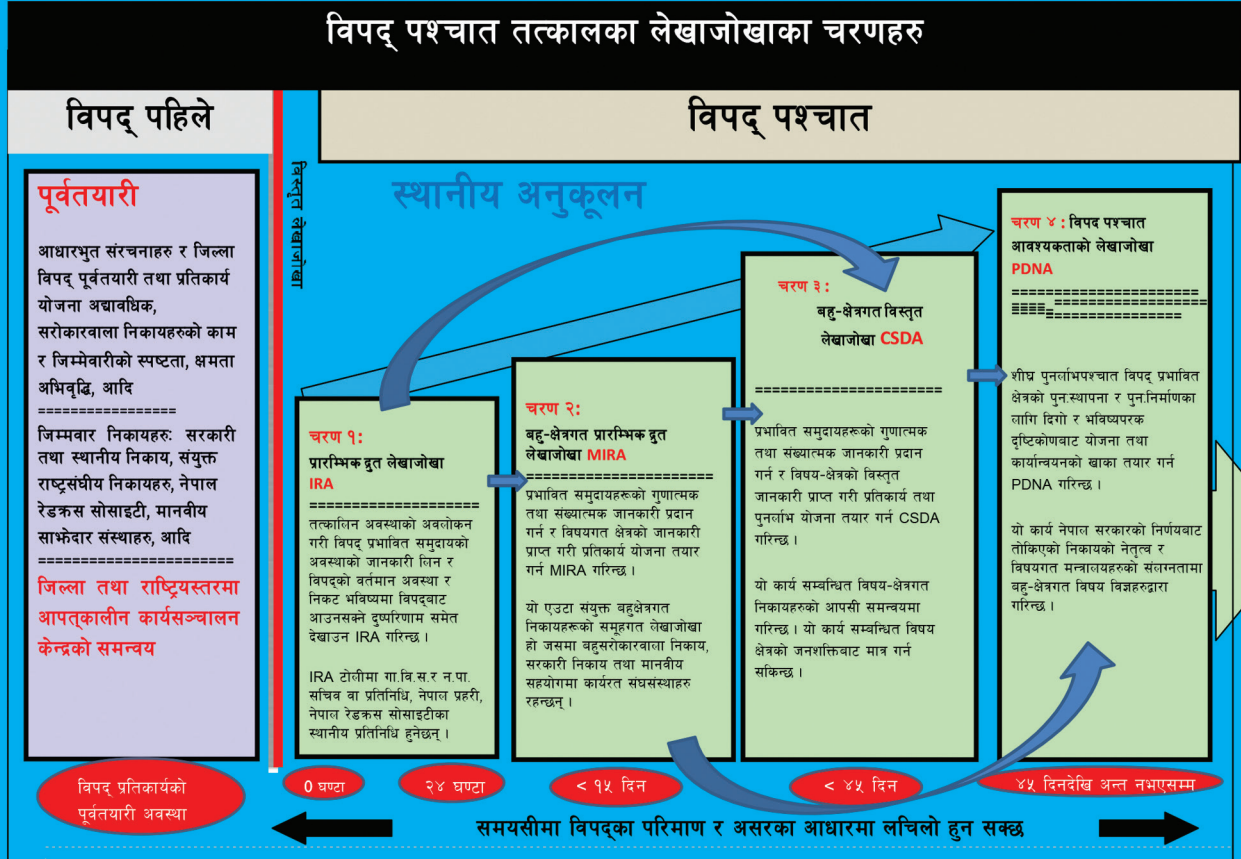 विपद् पश्चात तत्कालका लेखाजोखाका चरणहरु
विपद् पहिले
विपद् पश्चात
विस्तृत लेखाजोखा
स्थानीय अनुकूलन
पूर्वतयारी
आधारभुत संरचनाहरु र जिल्ला
विपद् पूर्वतयारी तथा प्रतिकार्य
योजना अद्यावधिक,
सरोकारवाला निकायहरुको काम
र जिम्मेवारीको स्पष्टता, क्षमता
अभिवृद्धि, आदि
=================
जिम्मवार निकायहरुः सरकारी
तथा स्थानीय निकाय, संयुक्त
राष्ट्रसंघीय निकायहरु, नेपाल
रेडक्रस सोसाइटी, मानवीय
साझेदार संस्थाहरु, आदि
========================
जिल्ला तथा राष्ट्रियस्तरमा
आपत्कालीन कार्यसञ्चालन
केन्द्रको समन्वय
चरण १:
प्रारम्भिक द्रुत लेखाजोखा
IRA
====================
तत्कालिन अवस्थाको अवलोकन
गरी विपद् प्रभावित समुदायको
अवस्थाको जानकारी लिन र
विपद्को वर्तमान अवस्था र
निकट भविष्यमा विपद्बाट
आउनसक्ने दुष्परिणाम समेत
देखाउन IRA गरिन्छ ।
IRA टोलीमा गा.वि.स.र न.पा.
सचिव वा प्रतिनिधि, नेपाल प्रहरी,
नेपाल रेडक्रस सोसाइटीका
स्थानीय प्रतिनिधि हुनेछन् ।
चरण २:
बहु-क्षेत्रगत प्रारम्भिक द्रुत
लेखाजोखा MIRA
======================
प्रभावित समुदायहरूको गुणात्मक
तथा संख्यात्मक जानकारी प्रदान
गर्न र विषयगत क्षेत्रको जानकारी
प्राप्त गरी प्रतिकार्य योजना तयार
गर्न MIRA गरिन्छ ।
यो एउटा संयुक्त बहुक्षेत्रगत
निकायहरूको समूहगत लेखाजोखा
हो जसमा बहुसरोकारवाला निकाय,
सरकारी निकाय तथा मानवीय
सहयोगमा कार्यरत संघसंस्थाहरु
रहन्छन् ।
चरण ३:
बहु-क्षेत्रगत विस्तृत
लेखाजोखा CSDA
======================
प्रभावित समुदायहरूको गुणात्मक
तथा संख्यात्मक जानकारी प्रदान
गर्न र विषय-क्षेत्रको विस्तृत
जानकारी प्राप्त गरी प्रतिकार्य तथा
पुनर्लाभ योजना तयार गर्न CSDA
गरिन्छ ।
यो कार्य सम्बन्धित विषय-क्षेत्रगत
निकायहरुको आपसी समन्वयमा
गरिन्छ । यो कार्य सम्बन्धित विषय
क्षेत्रको जनशक्तिबाट मात्र गर्न
सकिन्छ ।
चरण ४ : विपद पश्चात
आवश्यकताको लेखाजोखा
PDNA
======================
शीघ्र पुनर्लाभपश्चात विपद् प्रभावित
क्षेत्रको पुन.स्थापना र पुन.निर्माणका
लागि दिगो र भविष्यपरक
दृष्टिकोणबाट योजना तथा
कार्यान्वयनको खाका तयार गर्न
PDNA गरिन्छ ।
यो कार्य नेपाल सरकारको निर्णयबाट
तोकिएको निकायको नेतृत्व र
विषयगत मन्त्रालयहरुको संलग्नतामा
बहु-क्षेत्रगत विषय विज्ञहरुद्वारा
गरिन्छ ।
विपद प्रतिकार्यको
पूर्वतयारी अवस्था
0 घण्टा
२४ घण्टा
< १५ दिन
< ४५ दिन
४५ दिनदेखि अन्त नभएसम्म
समयसीमा विपद्का परिमाण र असरका आधारमा लचिलो हुन सक्छ